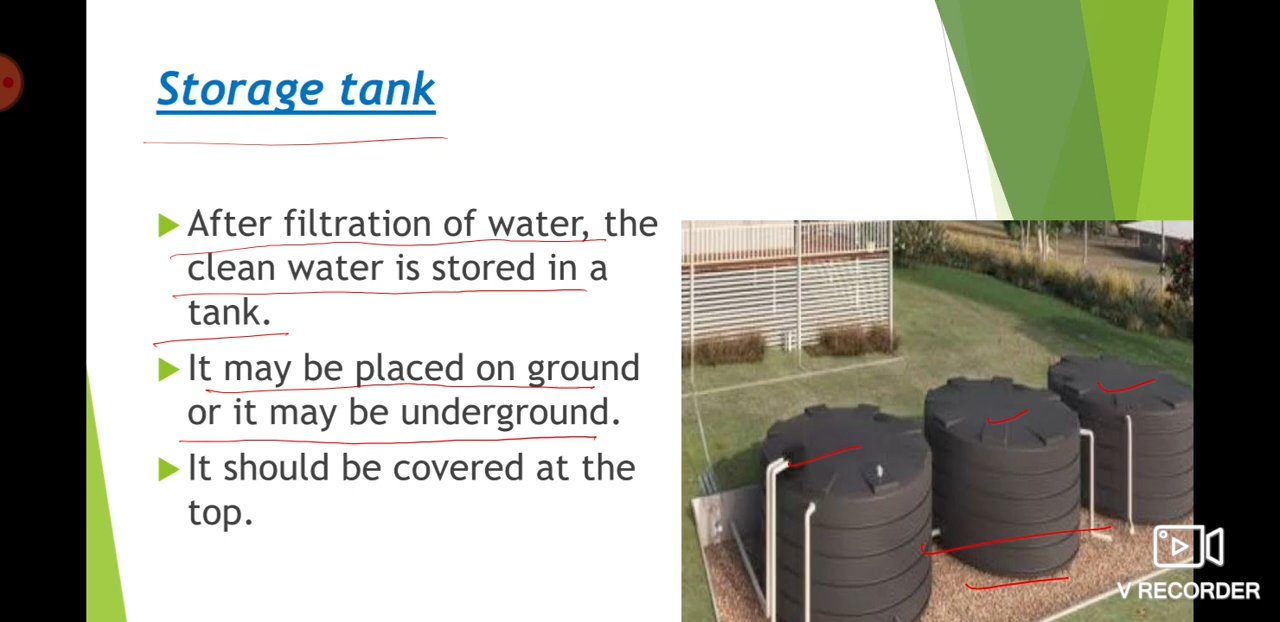 Storage tank
After filtration of water, the
clean water is stored in a
tank.
It may be placed on ground
or it may be underground.
It should be covered at the
top.
V RECORDER